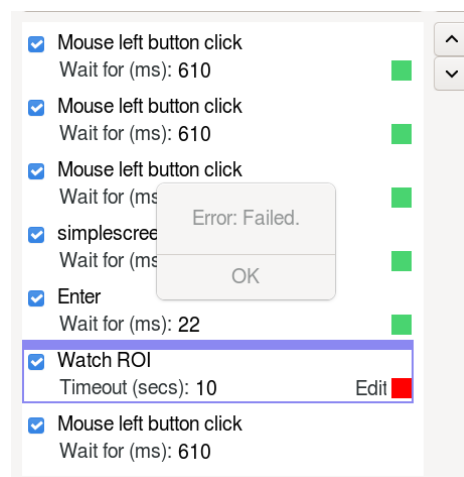 Mouse left button click
Wait for (ms): 610
Mouse left button click
Wait for (ms): 610
Mouse left button click
Wait for (ms
Error: Failed.
simplescree
Wait for (ms
OK
Enter
Wait for (ms): 22
Watch ROI
Timeout (secs): 10 Edit
Mouse left button click
Wait for (ms): 610